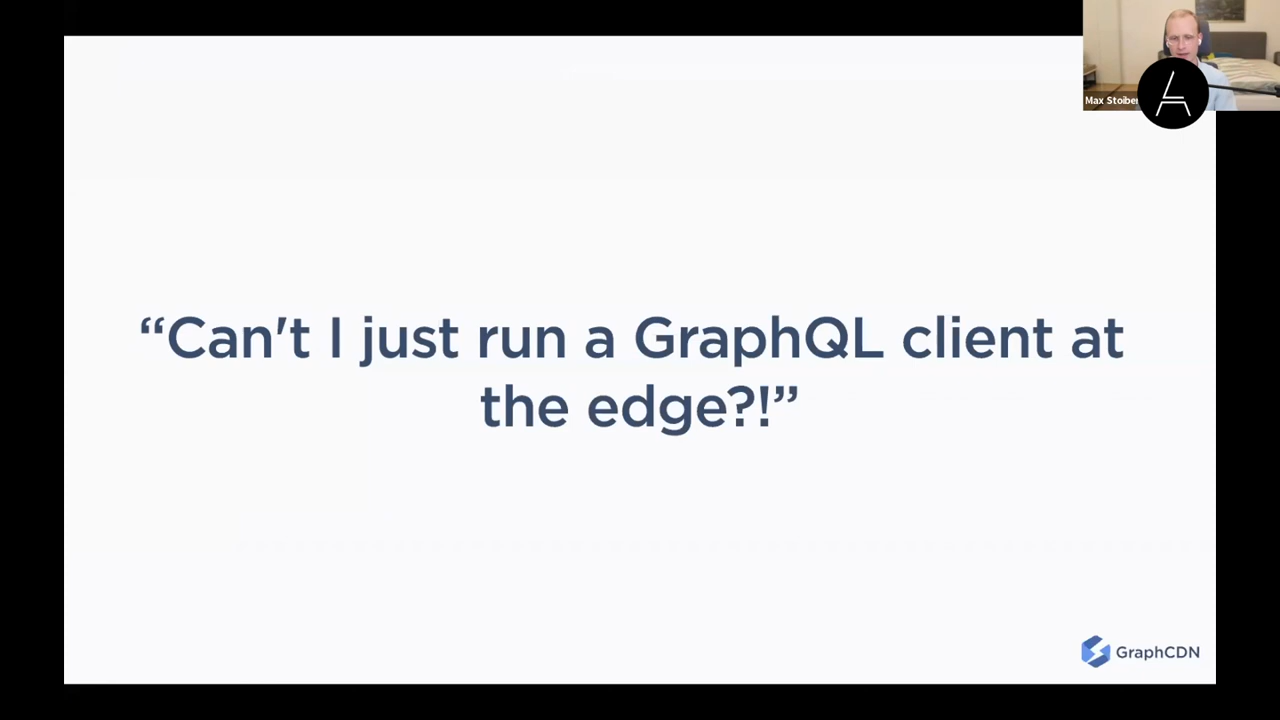 Max Stoiber
“Can't I just run a GraphQL client at
the edge?!”
GraphCDN